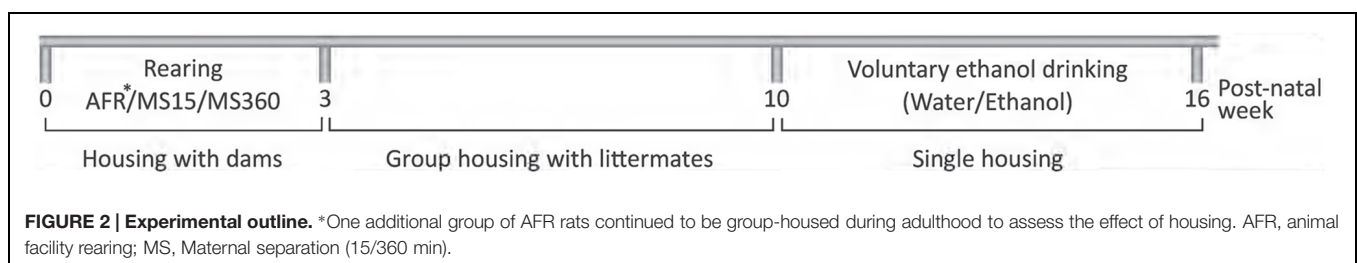 Rearing
AFR*/MS15/MS360
Voluntary ethanol drinking
(Water/Ethanol)
0 3 10 16 Post-natal week
Housing with dams
Group housing with littermates
Single housing
FIGURE 2 | Experimental outline. *One additional group of AFR rats continued to be group-housed during adulthood to assess the effect of housing. AFR, animal
facility rearing; MS, Maternal separation (15/360 min).